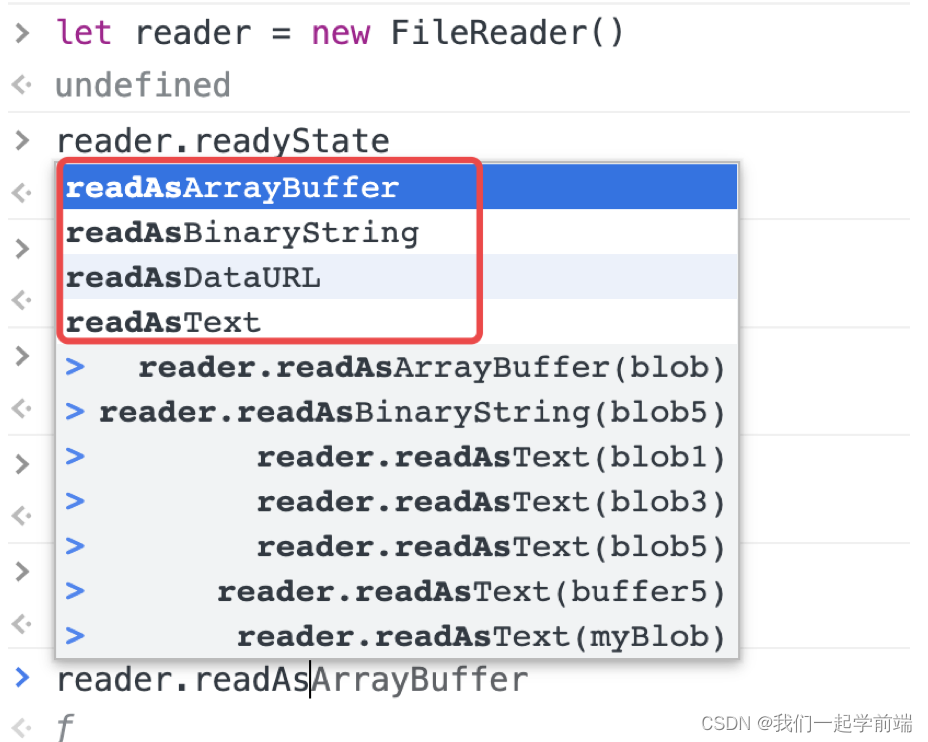 > let reader = new FileReader()
undefined
> reader.readyState
readAsArrayBuffer
readAsBinaryString
readAsDataURL
readAsText
> reader.readAsArrayBuffer(blob)
> reader.readAsBinaryString(blob5)
> reader.readAsText(blob1)
> reader.readAsText(blob3)
> reader.readAsText(blob5)
> reader.readAsText(buffer5)
> reader.readAsText(myBlob)
> reader.readAsArrayBuffer
f
CSDN @我们一起学前端